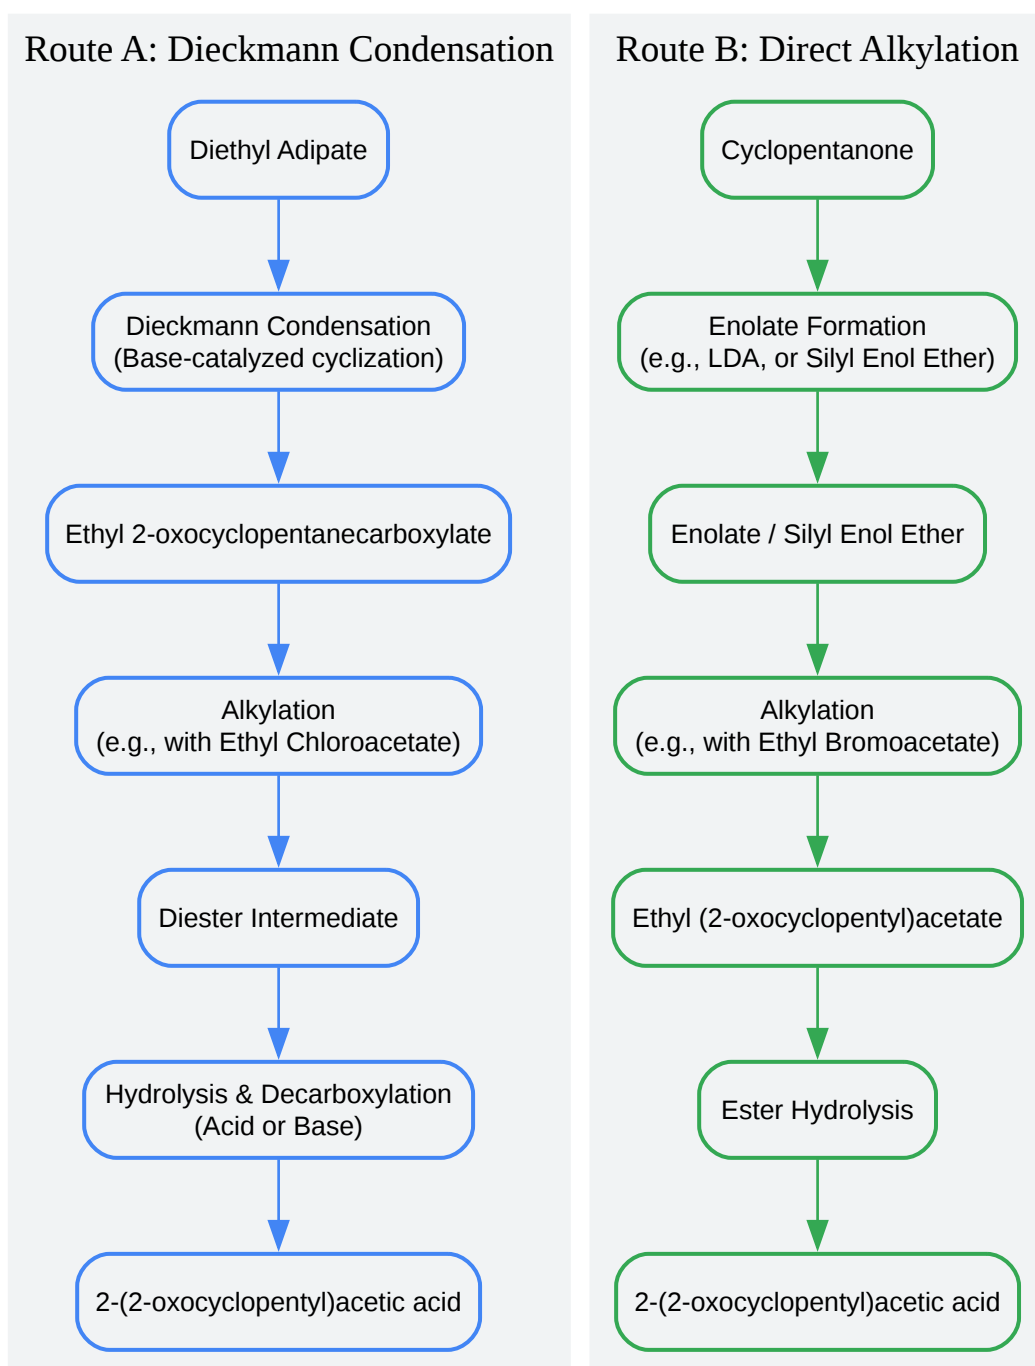 Route A: Dieckmann Condensation
Diethyl Adipate
Dieckmann Condensation
(Base-catalyzed cyclization)
Ethyl 2-oxocyclopentanecarboxylate
Alkylation
(e.g., with Ethyl Chloroacetate)
Diester Intermediate
Hydrolysis & Decarboxylation
(Acid or Base)
2-(2-oxocyclopentyl)acetic acid
Route B: Direct Alkylation
Cyclopentanone
Enolate Formation
(e.g., LDA, or Silyl Enol Ether)
Enolate / Silyl Enol Ether
Alkylation
(e.g., with Ethyl Bromoacetate)
Ethyl (2-oxocyclopentyl)acetate
Ester Hydrolysis
2-(2-oxocyclopentyl)acetic acid